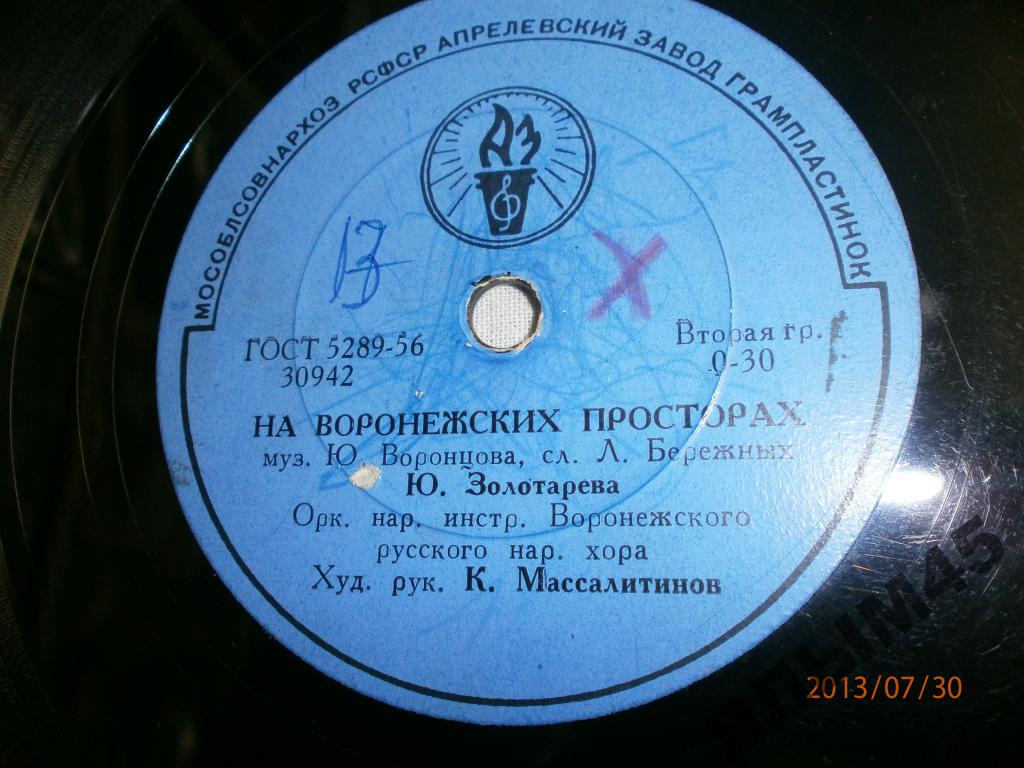 МОСОБЛСОВНАРХОЗ РСФСР АПРЕЛЕВСКИЙ ЗАВОД ГРАМПЛАСТИНОК
АЗ
13
X
ГОСТ 5289-56
30942
Вторая гр.
0-30
НА ВОРОНЕЖСКИХ ПРОСТОРАХ
муз. Ю. Воронцова, сл. Л. Бережных
Ю. Золотарева
Орк. нар. инстр. Воронежского
русского нар. хора
Худ. рук. К. Массалитинов
ЯЛЫМ45
2013/07/30